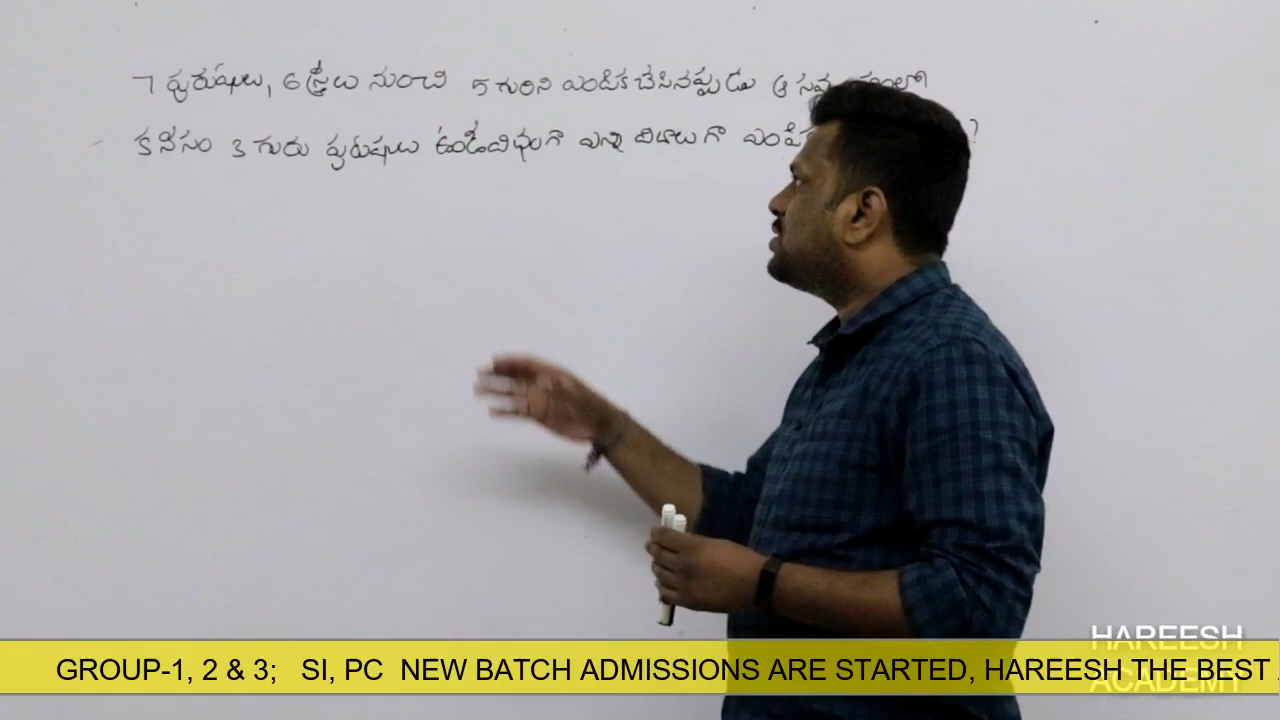 7 పురుషులు, 6 స్త్రీలు నుంచి 5 గురిని ఎంపిక చేసినప్పుడు ఆ
కనీసం 3 గురు పురుషులు ఉండేవిధంగా ఎన్ని విధాలుగా ?
HAREESH
ACADEMY
GROUP-1, 2 & 3; SI, PC NEW BATCH ADMISSIONS ARE STARTED, HAREESH THE BEST